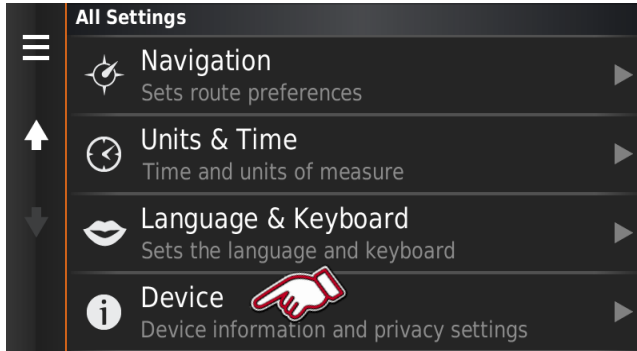 All Settings
Navigation
Sets route preferences
Units & Time
Time and units of measure
Language & Keyboard
Sets the language and keyboard
Device
Device information and privacy settings